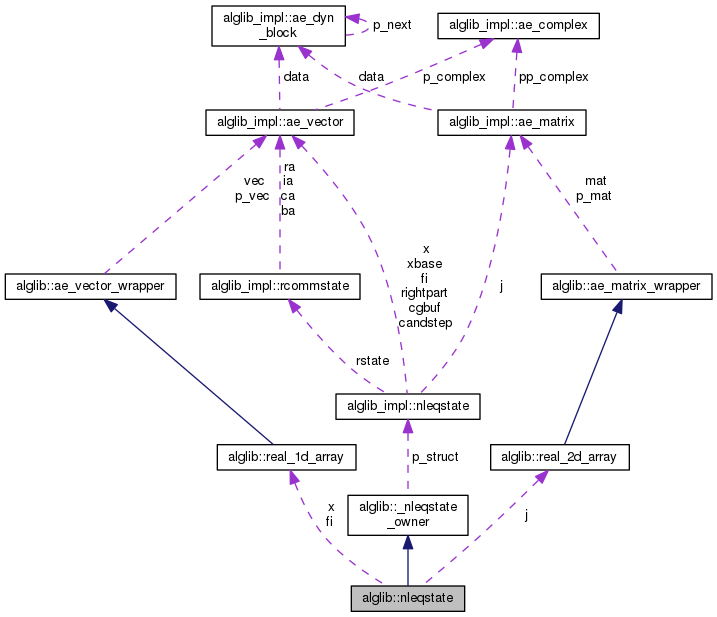 alglib_impl::ae_dyn
_block
alglib_impl::ae_complex
p_next
data
data
p_complex
pp_complex
alglib_impl::ae_vector
alglib_impl::ae_matrix
vec
p_vec
ra
ia
ca
ba
mat
p_mat
x
xbase
fi
rightpart
cgbuf
candstep
j
alglib::ae_vector_wrapper
alglib_impl::rcommstate
alglib::ae_matrix_wrapper
rstate
alglib_impl::nleqstate
alglib::real_1d_array
p_struct
alglib::real_2d_array
x
fi
alglib::_nleqstate
_owner
j
alglib::nleqstate